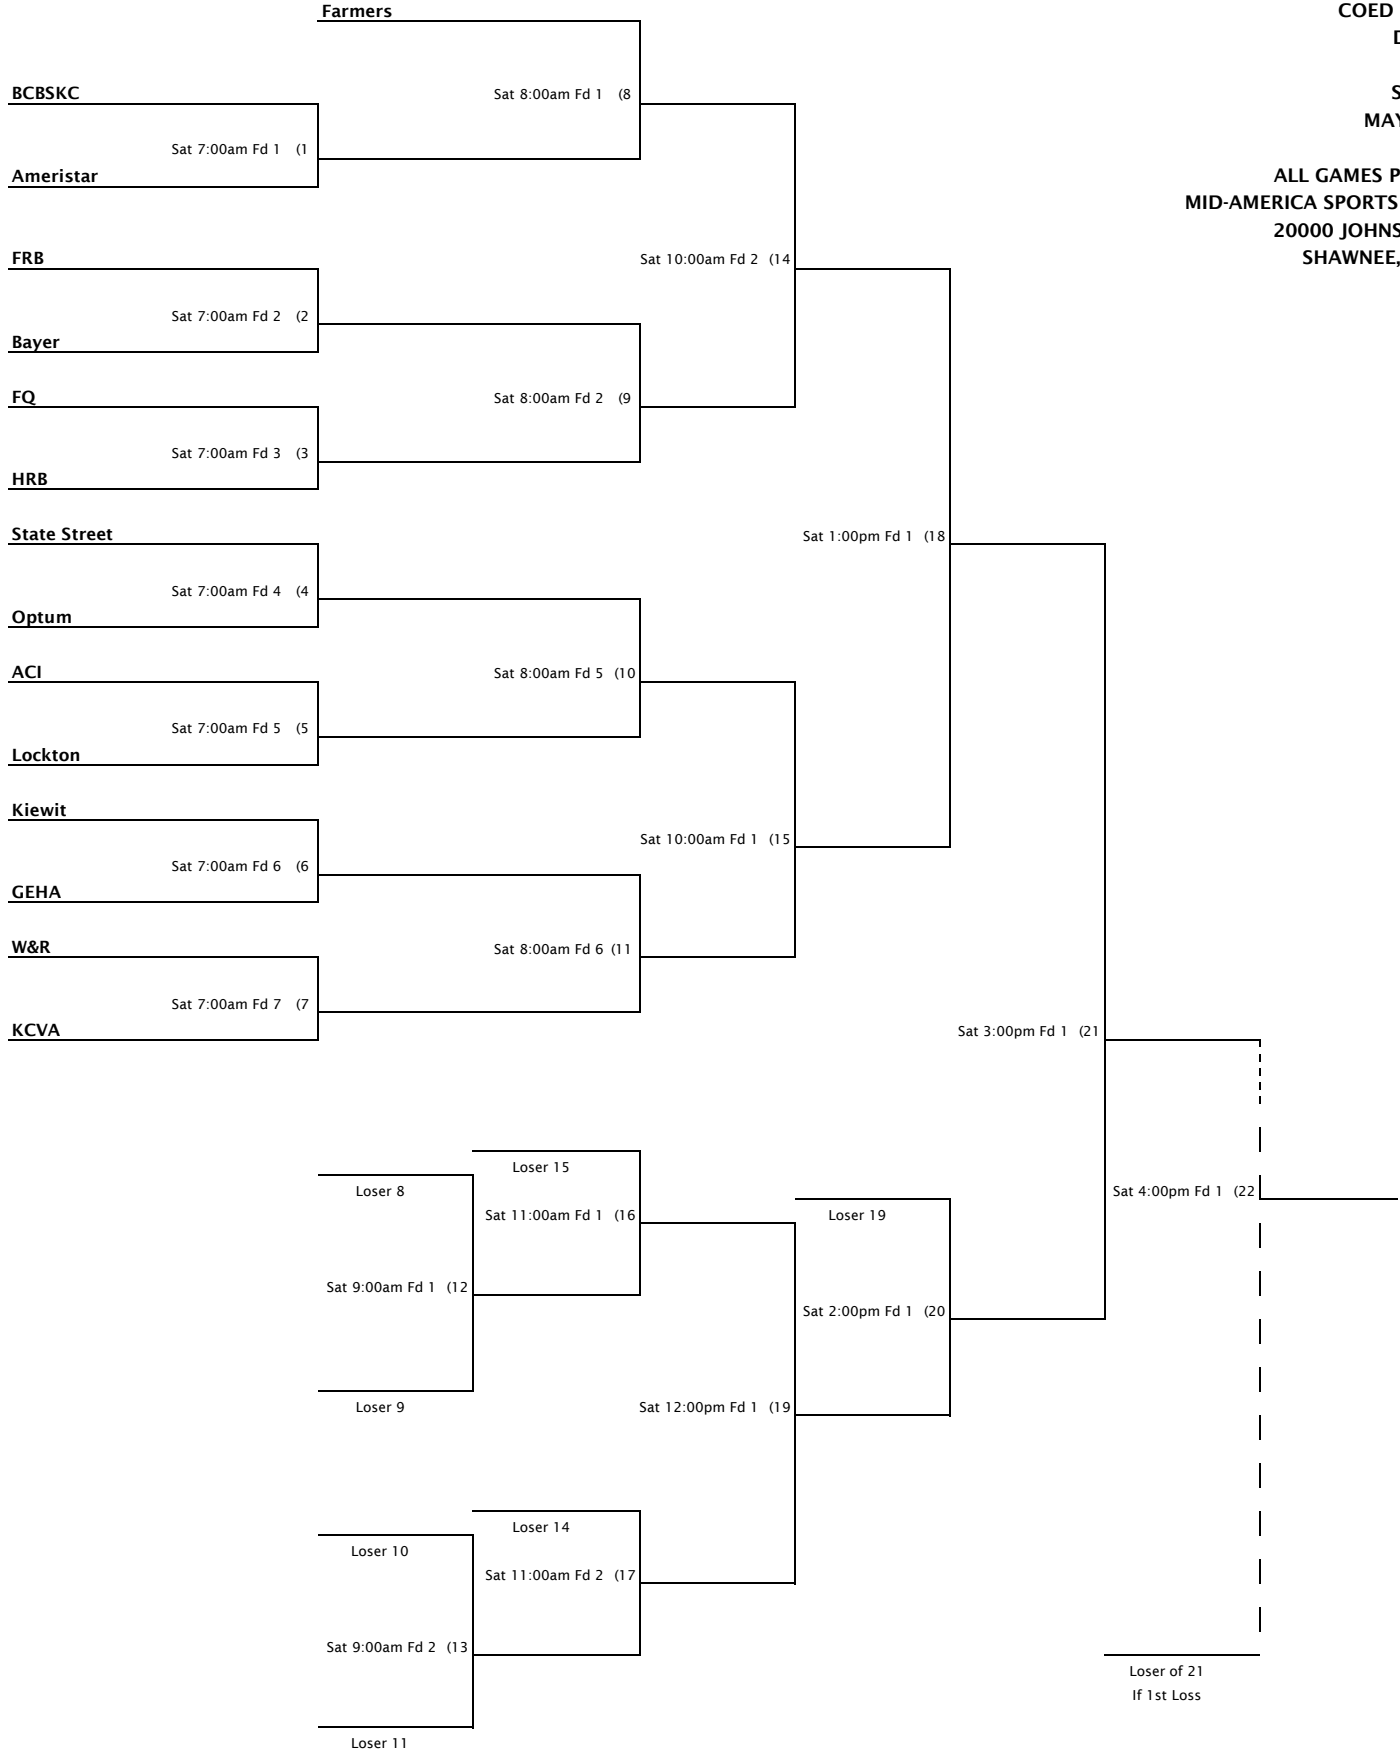 Farmers
COED
BCBSKC
Sat 8:00am Fd 1 (8
MAY
Sat 7:00am Fd 1 (1
Ameristar
ALL GAMES P
MID-AMERICA SPORTS
20000 JOHNS
SHAWNEE,
FRB
Sat 10:00am Fd 2 (14
Sat 7:00am Fd 2 (2
Bayer
FQ
Sat 8:00am Fd 2 (9
Sat 7:00am Fd 3 (3
HRB
State Street
Sat 1:00pm Fd 1 (18
Sat 7:00am Fd 4 (4
Optum
ACI
Sat 8:00am Fd 5 (10
Sat 7:00am Fd 5 (5
Lockton
Kiewit
Sat 10:00am Fd 1 (15
Sat 7:00am Fd 6 (6
GEHA
W&R
Sat 8:00am Fd 6 (11
Sat 7:00am Fd 7 (7
KCVA
Sat 3:00pm Fd 1 (21
Loser 15
Loser 8
Sat 4:00pm Fd 1 (22
Sat 11:00am Fd 1 (16
Loser 19
Sat 9:00am Fd 1 (12
Sat 2:00pm Fd 1 (20
Loser 9
Sat 12:00pm Fd 1 (19
Loser 14
Loser 10
Sat 11:00am Fd 2 (17
Sat 9:00am Fd 2 (13
Loser of 21
If 1st Loss
Loser 11